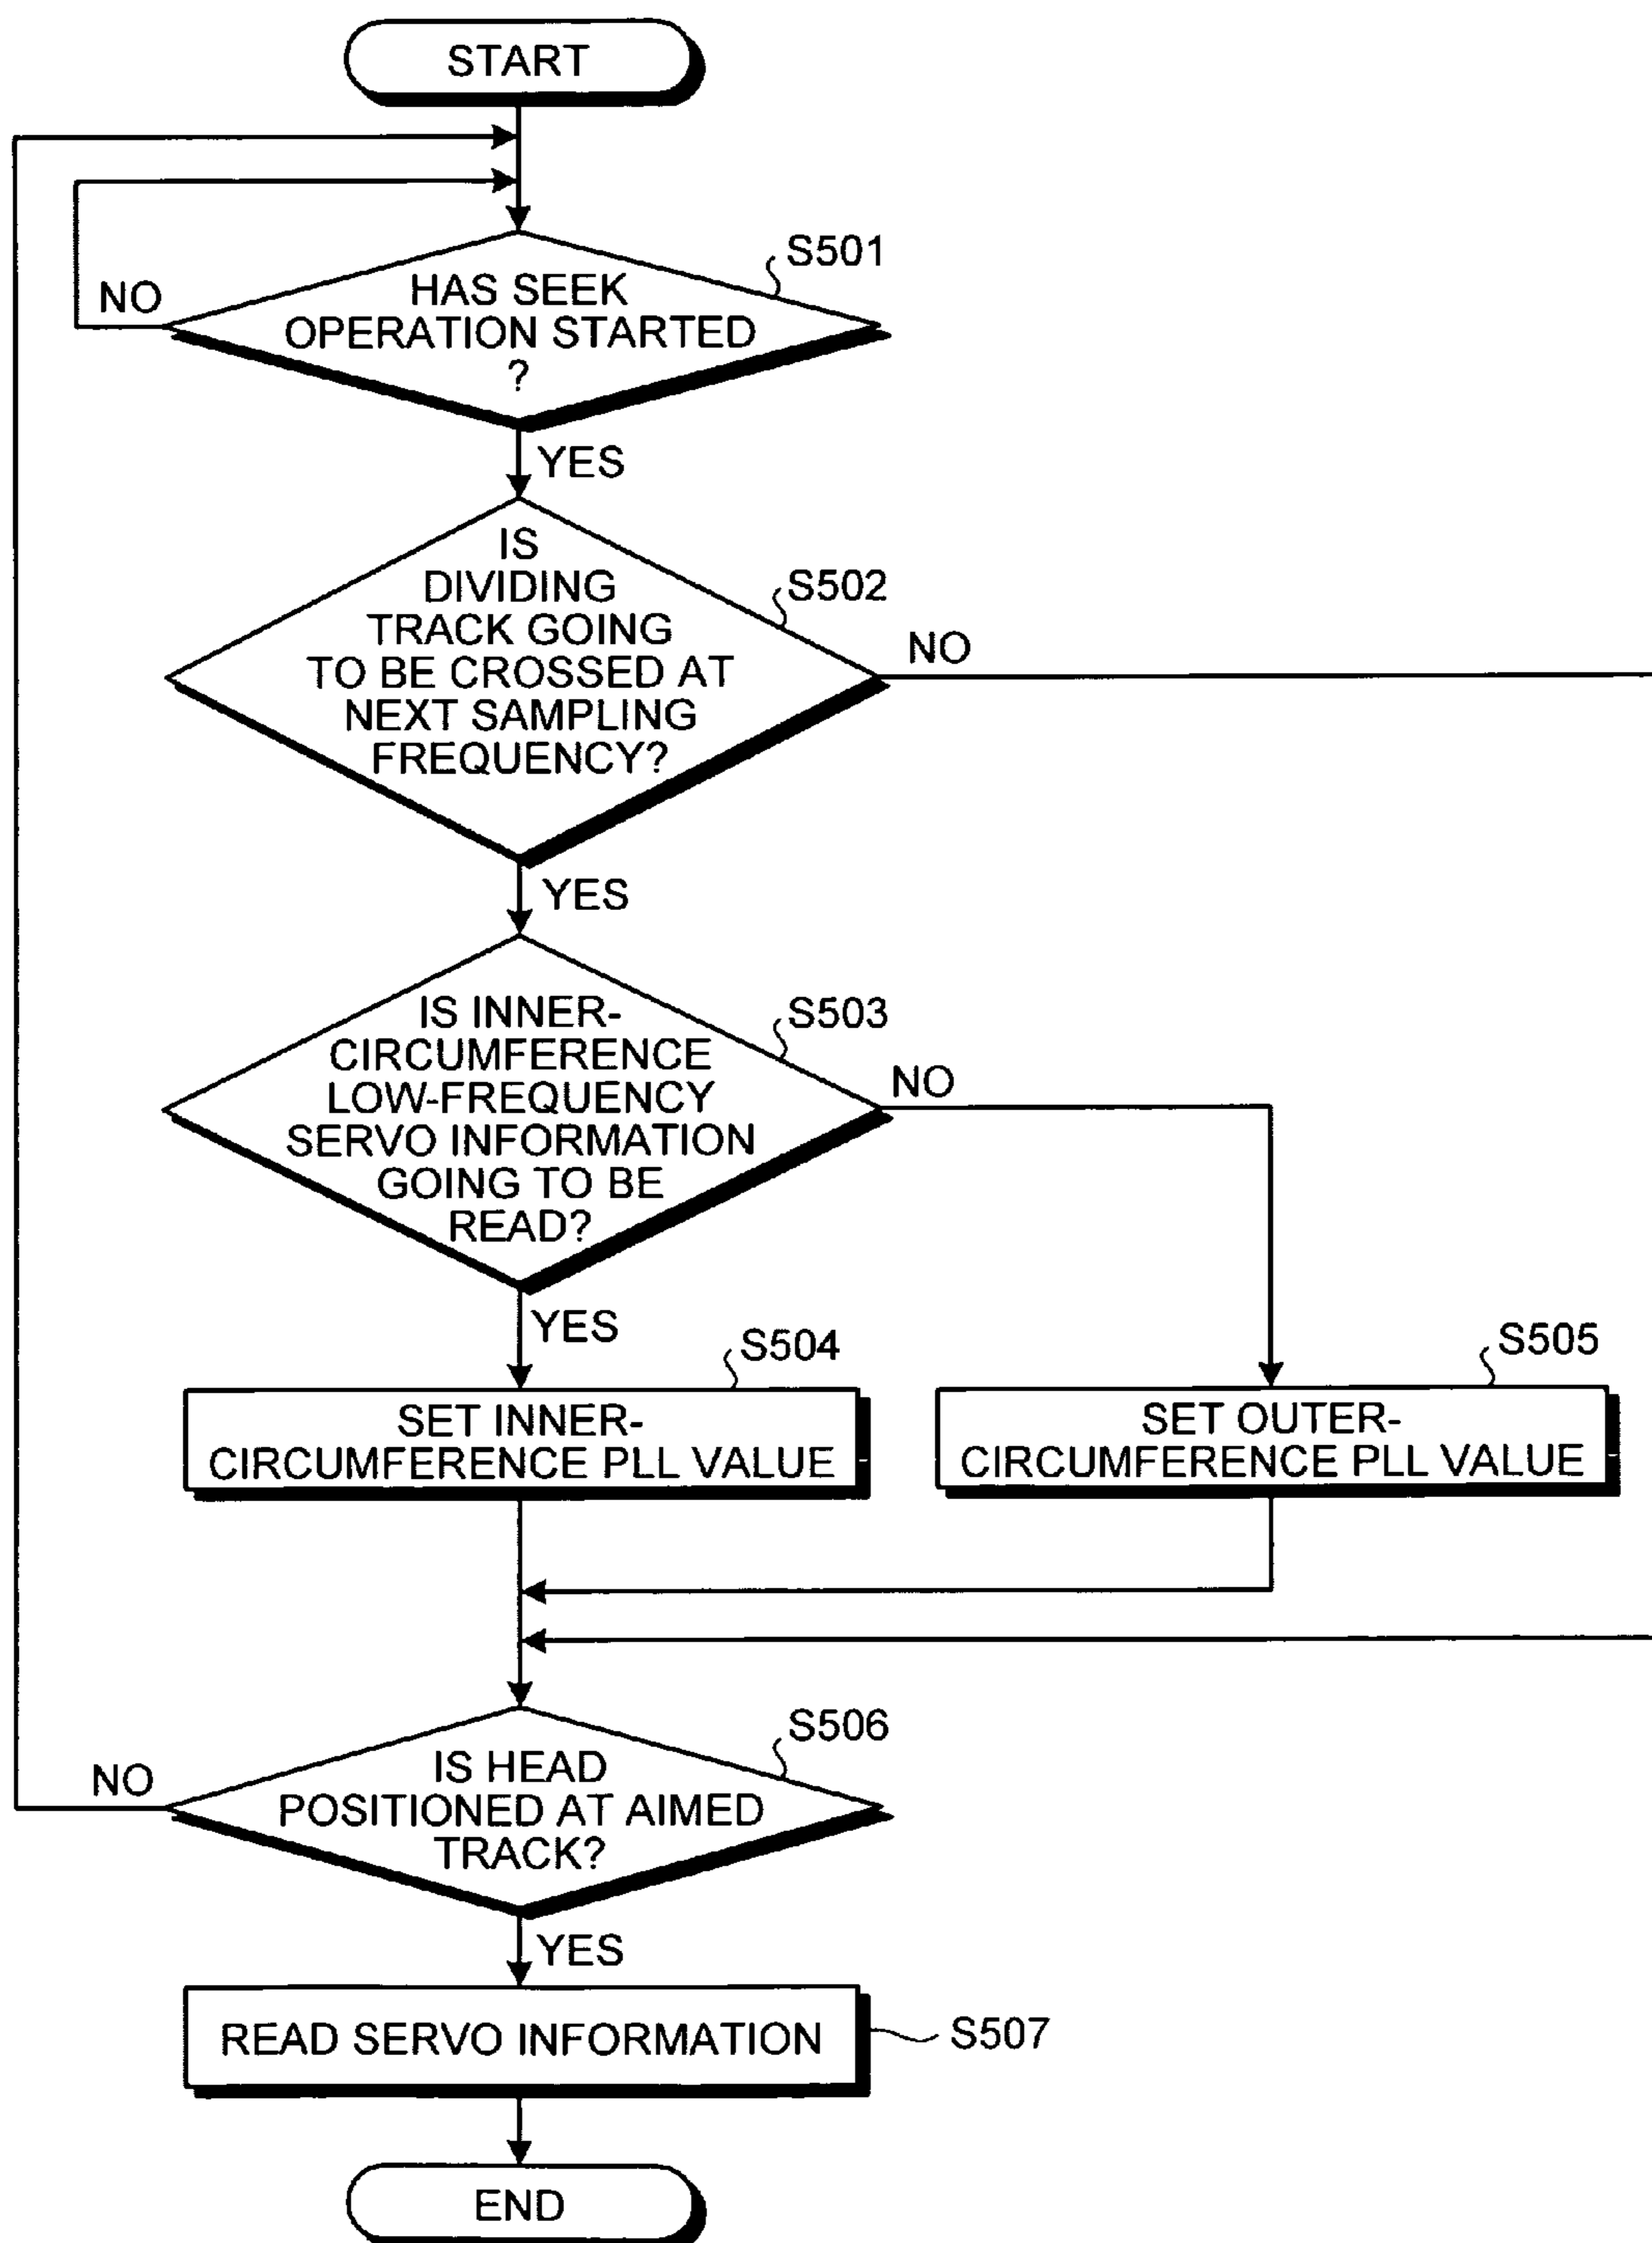 START
S501
NO
HAS SEEK
OPERATION STARTED
?
YES
IS
DIVIDING
TRACK GOING
TO BE CROSSED AT
NEXT SAMPLING
FREQUENCY?
S502
NO
YES
IS INNER-
CIRCUMFERENCE
LOW-FREQUENCY
SERVO INFORMATION
GOING TO BE
READ?
S503
NO
YES
S504
SET INNER-
CIRCUMFERENCE PLL VALUE
S505
SET OUTER-
CIRCUMFERENCE PLL VALUE
S506
NO
IS HEAD
POSITIONED AT AIMED
TRACK?
YES
READ SERVO INFORMATION
S507
END